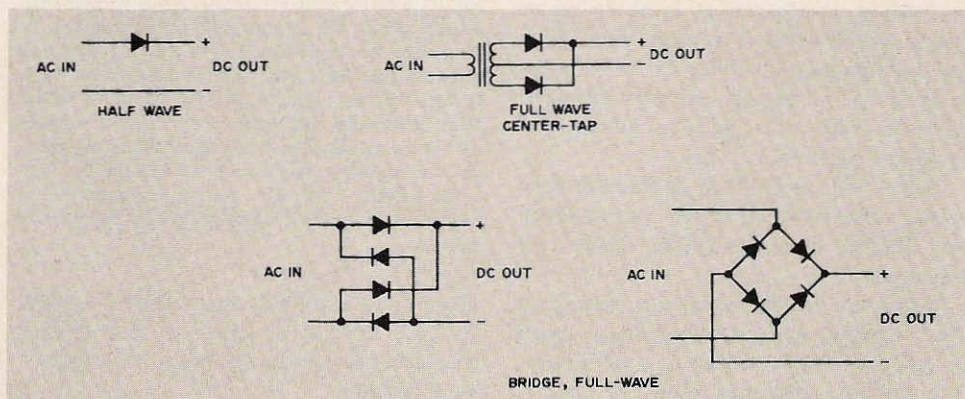 AC IN
+
DC OUT
-
HALF WAVE
AC IN
+
- DC OUT
FULL WAVE
CENTER-TAP
AC IN
+
DC OUT
-
AC IN
+
DC OUT
-
BRIDGE, FULL-WAVE